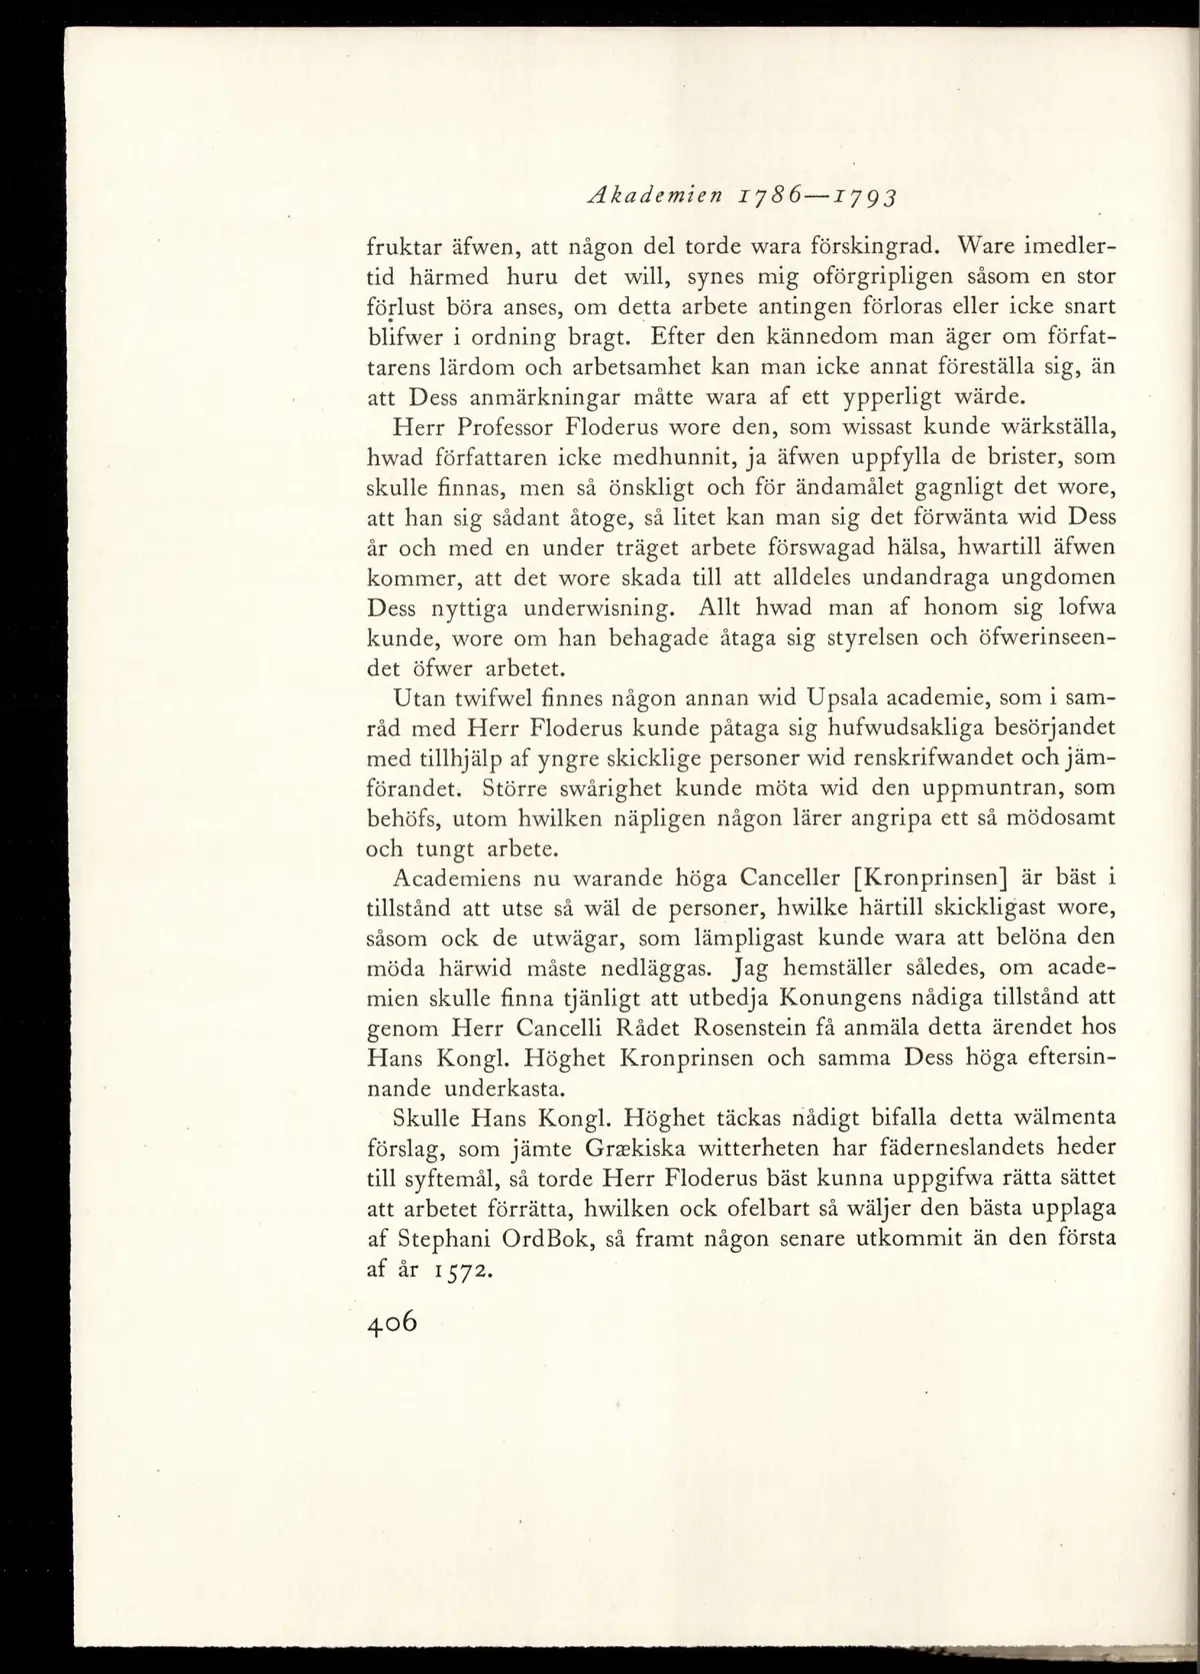 Akademien 1786—1793
fruktar äfwen, att någon del torde wara förskingrad. Ware imedler-
tid härmed huru det will, synes mig oförgripligen såsom en stor
förlust böra anses, om detta arbete antingen förloras eller icke snart
blifwer i ordning bragt. Efter den kännedom man äger om förfat-
tarens lärdom och arbetsamhet kan man icke annat föreställa sig, än
att Dess anmärkningar måtte wara af ett ypperligt wärde.
Herr Professor Floderus wore den, som wissast kunde wärkställa,
hwad författaren icke medhunnit, ja äfwen uppfylla de brister, som
skulle finnas, men så önskligt och för ändamålet gagnligt det wore,
att han sig sådant åtoge, så litet kan man sig det förwänta wid Dess
år och med en under träget arbete förswagad hälsa, hwartill äfwen
kommer, att det wore skada till att alldeles undandraga ungdomen
Dess nyttiga underwisning. Allt hwad man af honom sig lofwa
kunde, wore om han behagade åtaga sig styrelsen och öfwerinseen-
det öfwer arbetet.
Utan twifwel finnes någon annan wid Upsala academie, som i sam-
råd med Herr Floderus kunde påtaga sig hufwudsakliga besörjandet
med tillhjälp af yngre skicklige personer wid renskrifwandet och jäm-
förandet. Större swårighet kunde möta wid den uppmuntran, som
behöfs, utom hwilken näpligen någon lärer angripa ett så mödosamt
och tungt arbete.
Academiens nu warande höga Canceller [Kronprinsen] är bäst i
tillstånd att utse så wäl de personer, hwilke härtill skickligast wore,
såsom ock de utwägar, som lämpligast kunde wara att belöna den
möda härwid måste nedläggas. Jag hemställer således, om acade-
mien skulle finna tjänligt att utbedja Konungens nådiga tillstånd att
genom Herr Cancelli Rådet Rosenstein få anmäla detta ärendet hos
Hans Kongl. Höghet Kronprinsen och samma Dess höga eftersin-
nande underkasta.
Skulle Hans Kongl. Höghet täckas nådigt bifalla detta wälmenta
förslag, som jämte Grækiska witterheten har fäderneslandets heder
till syftemål, så torde Herr Floderus bäst kunna uppgifwa rätta sättet
att arbetet förrätta, hwilken ock ofelbart så wäljer den bästa upplaga
af Stephani OrdBok, så framt någon senare utkommit än den första
af år 1572.
406